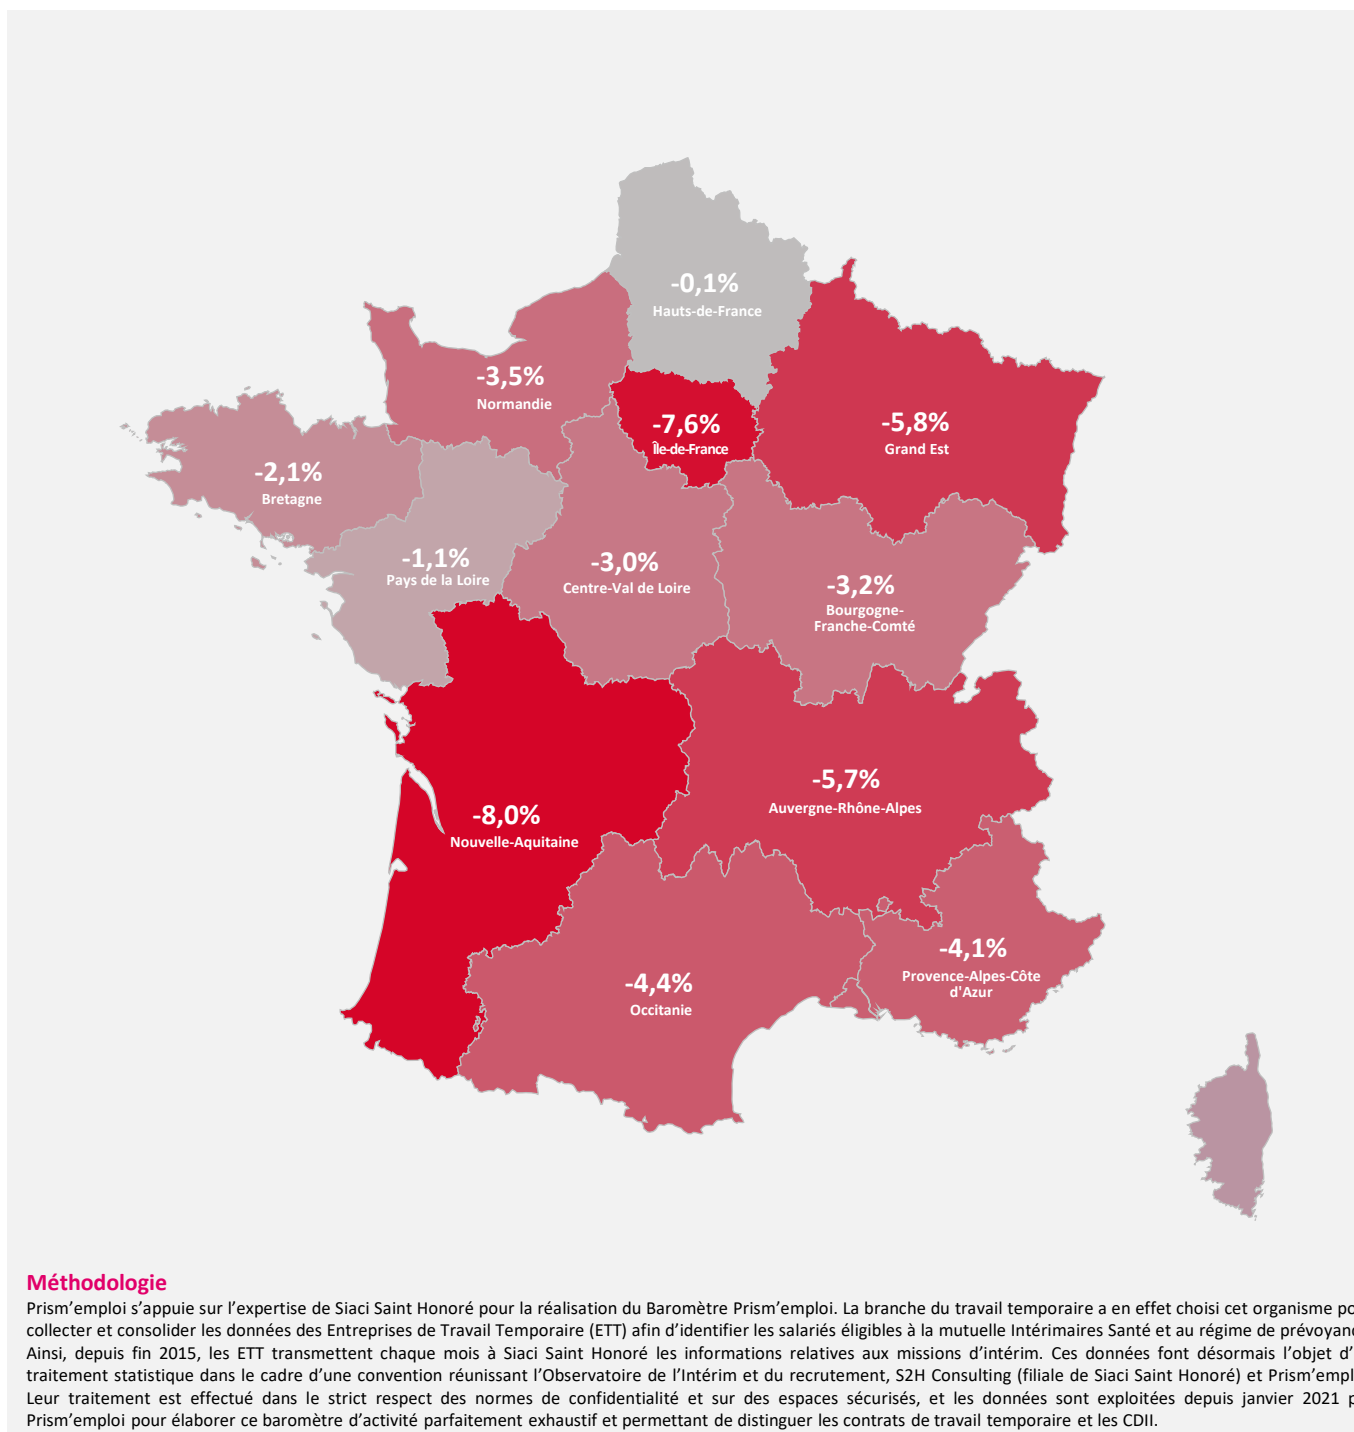 -0,1%
Hauts-de-France
-3,5%
Normandie
-7,6%
Île-de-France
-5,8%
Grand Est
-2,1%
Bretagne
-1,1%
Pays de la Loire
-3,0%
Centre-Val de Loire
-3,2%
Bourgogne-
Franche-Comté
-5,7%
Auvergne-Rhône-Alpes
-8,0%
Nouvelle-Aquitaine
-4,1%
Provence-Alpes-Côte
d'Azur
-4,4%
Occitanie
Méthodologie
Prism’emploi s’appuie sur l’expertise de Siaci Saint Honoré pour la réalisation du Baromètre Prism’emploi. La branche du travail temporaire a en effet choisi cet organisme po
collecter et consolider les données des Entreprises de Travail Temporaire (ETT) afin d’identifier les salariés éligibles à la mutuelle Intérimaires Santé et au régime de prévoyan
Ainsi, depuis fin 2015, les ETT transmettent chaque mois à Siaci Saint Honoré les informations relatives aux missions d’intérim. Ces données font désormais l’objet d’
traitement statistique dans le cadre d’une convention réunissant l’Observatoire de l’Intérim et du recrutement, S2H Consulting (filiale de Siaci Saint Honoré) et Prism’empl
Leur traitement est effectué dans le strict respect des normes de confidentialité et sur des espaces sécurisés, et les données sont exploitées depuis janvier 2021 p
Prism’emploi pour élaborer ce baromètre d’activité parfaitement exhaustif et permettant de distinguer les contrats de travail temporaire et les CDII.